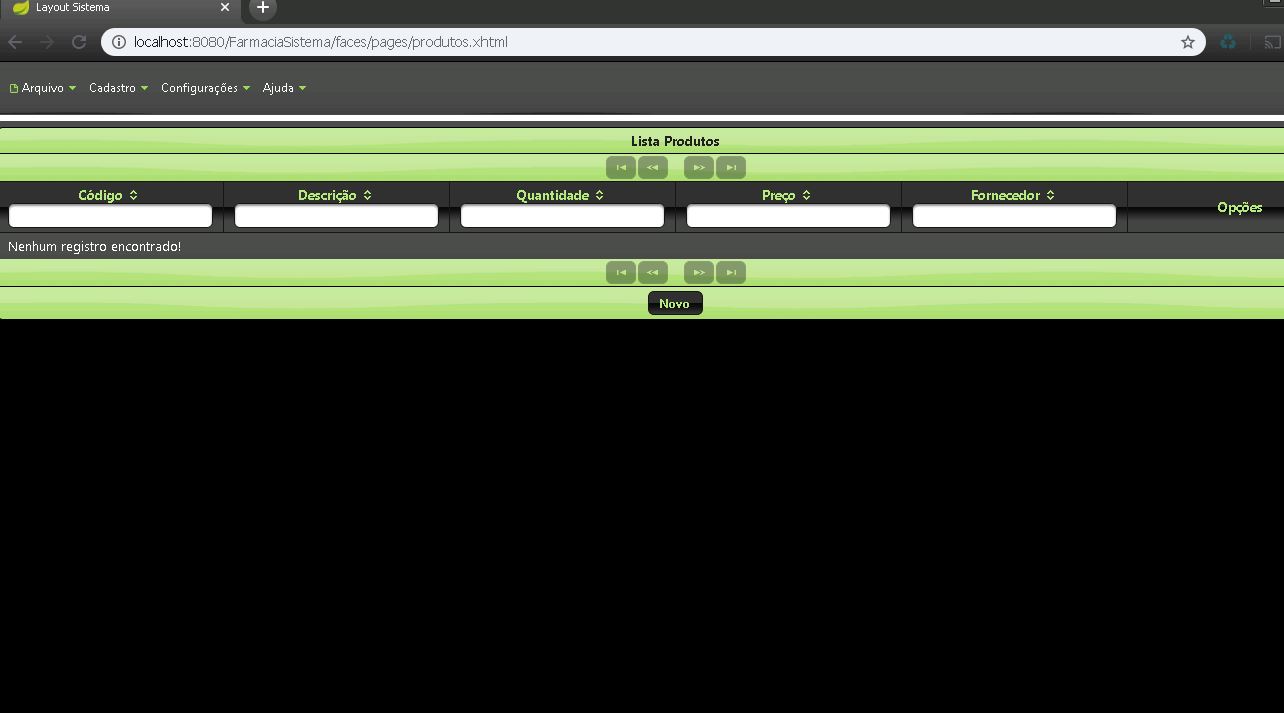 Layout Sistema
localhost:8080/FarmaciaSistema/faces/pages/produtos.xhtml
Arquivo Cadastro Configurações Ajuda
Lista Produtos
Código Descrição Quantidade Preço Fornecedor Opções
Nenhum registro encontrado!
Novo